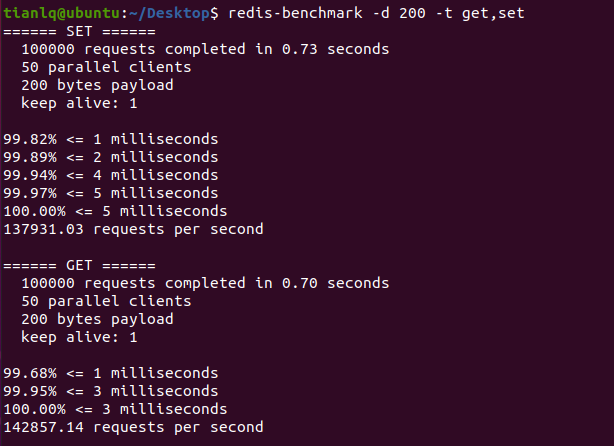 tianlq@ubuntu:~/Desktop$ redis-benchmark -d 200 -t get,set
====== SET ======
  100000 requests completed in 0.73 seconds
  50 parallel clients
  200 bytes payload
  keep alive: 1

99.82% <= 1 milliseconds
99.89% <= 2 milliseconds
99.94% <= 4 milliseconds
99.97% <= 5 milliseconds
100.00% <= 5 milliseconds
137931.03 requests per second

====== GET ======
  100000 requests completed in 0.70 seconds
  50 parallel clients
  200 bytes payload
  keep alive: 1

99.68% <= 1 milliseconds
99.95% <= 3 milliseconds
100.00% <= 3 milliseconds
142857.14 requests per second